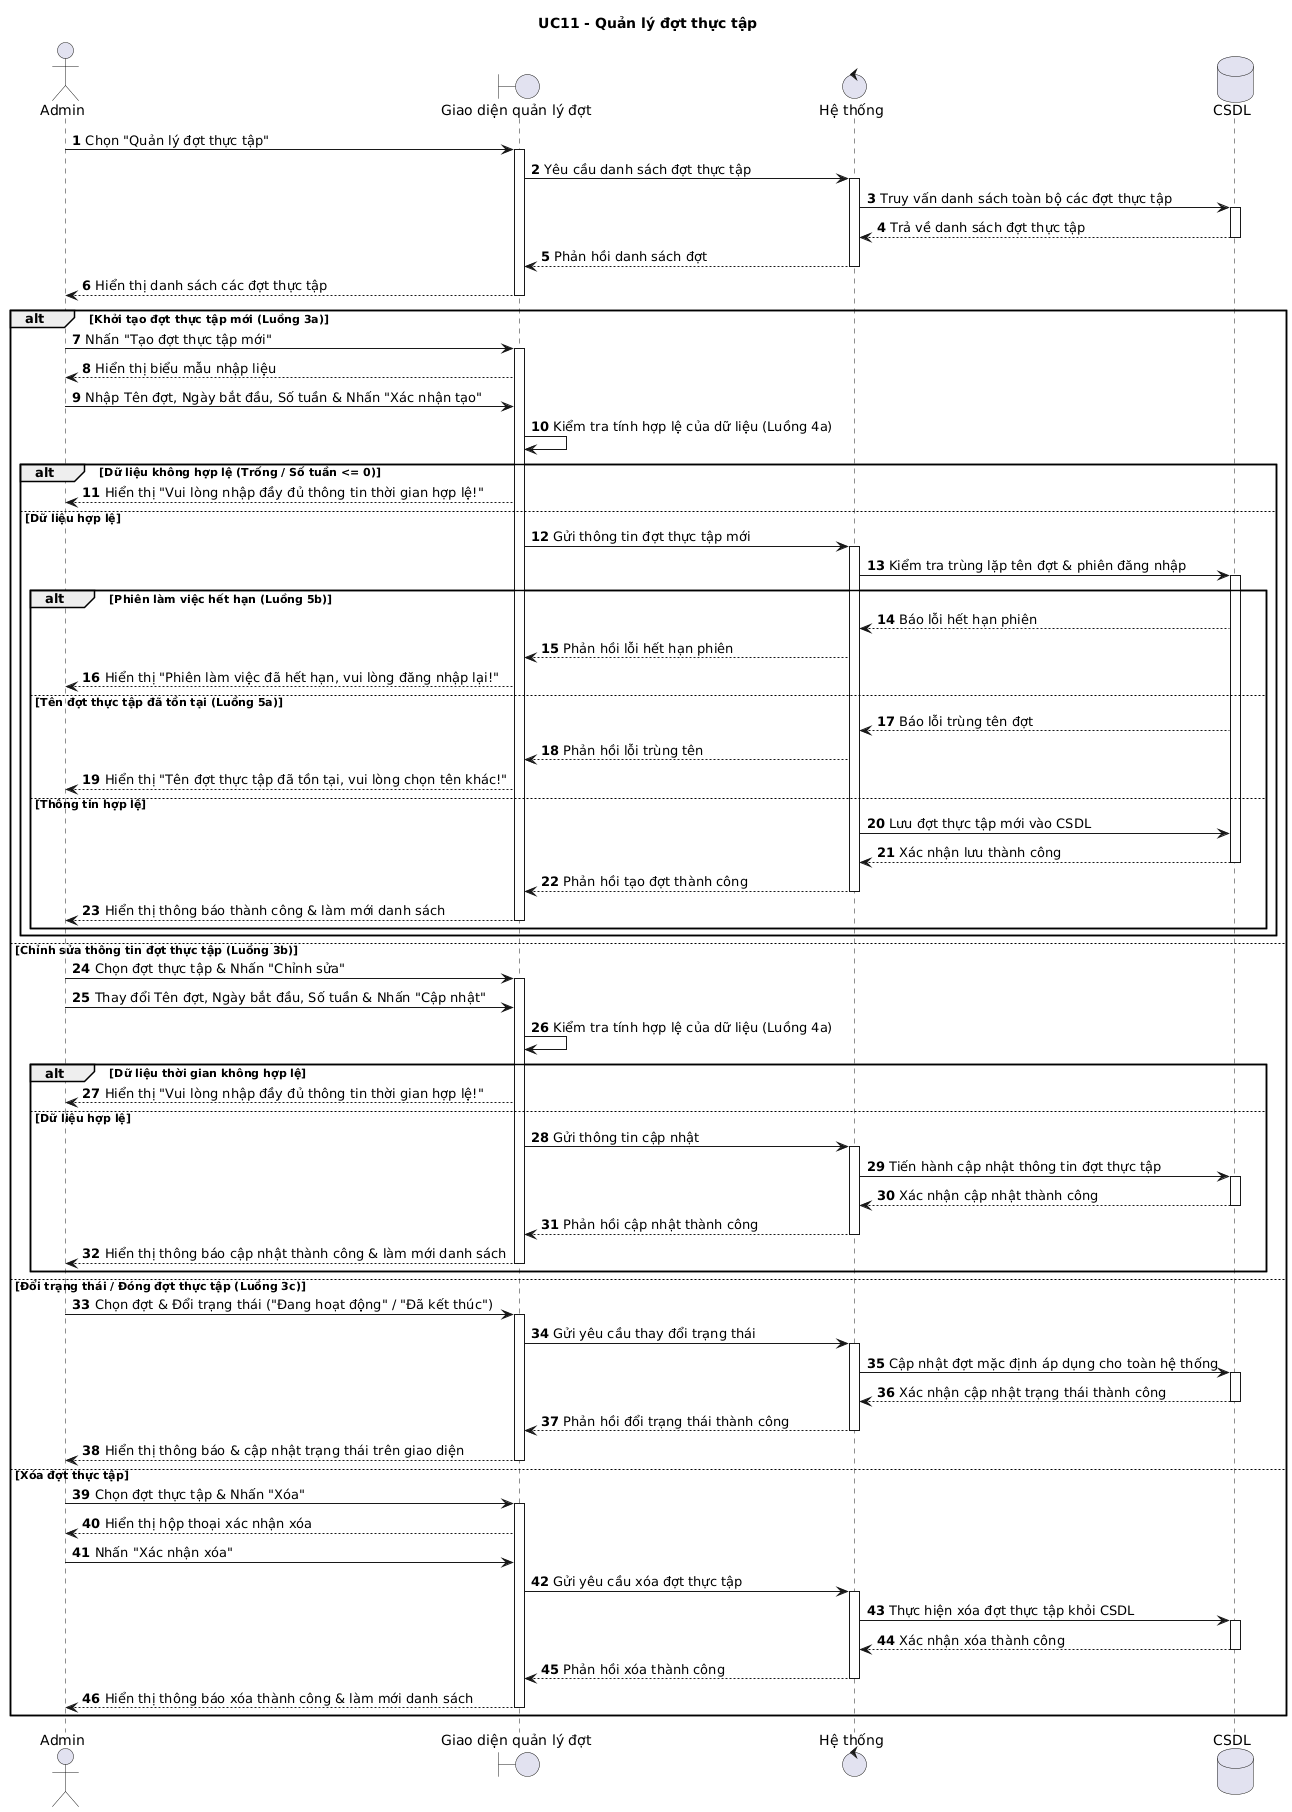 UC11 - Quản lý đợt thực tập
Admin
Giao diện quản lý đợt
Hệ thống
CSDL
1 Chọn "Quản lý đợt thực tập"
2 Yêu cầu danh sách đợt thực tập
3 Truy vấn danh sách toàn bộ các đợt thực tập
4 Trả về danh sách đợt thực tập
5 Phản hồi danh sách đợt
6 Hiển thị danh sách các đợt thực tập
alt [Khởi tạo đợt thực tập mới (Luồng 3a)]
7 Nhấn "Tạo đợt thực tập mới"
8 Hiển thị biểu mẫu nhập liệu
9 Nhập Tên đợt, Ngày bắt đầu, Số tuần & Nhấn "Xác nhận tạo"
10 Kiểm tra tính hợp lệ của dữ liệu (Luồng 4a)
alt [Dữ liệu không hợp lệ (Trống / Số tuần <= 0)]
11 Hiển thị "Vui lòng nhập đầy đủ thông tin thời gian hợp lệ!"
[Dữ liệu hợp lệ]
12 Gửi thông tin đợt thực tập mới
13 Kiểm tra trùng lặp tên đợt & phiên đăng nhập
alt [Phiên làm việc hết hạn (Luồng 5b)]
14 Báo lỗi hết hạn phiên
15 Phản hồi lỗi hết hạn phiên
16 Hiển thị "Phiên làm việc đã hết hạn, vui lòng đăng nhập lại!"
[Tên đợt thực tập đã tồn tại (Luồng 5a)]
17 Báo lỗi trùng tên đợt
18 Phản hồi lỗi trùng tên
19 Hiển thị "Tên đợt thực tập đã tồn tại, vui lòng chọn tên khác!"
[Thông tin hợp lệ]
20 Lưu đợt thực tập mới vào CSDL
21 Xác nhận lưu thành công
22 Phản hồi tạo đợt thành công
23 Hiển thị thông báo thành công & làm mới danh sách
[Chỉnh sửa thông tin đợt thực tập (Luồng 3b)]
24 Chọn đợt thực tập & Nhấn "Chỉnh sửa"
25 Thay đổi Tên đợt, Ngày bắt đầu, Số tuần & Nhấn "Cập nhật"
26 Kiểm tra tính hợp lệ của dữ liệu (Luồng 4a)
alt [Dữ liệu thời gian không hợp lệ]
27 Hiển thị "Vui lòng nhập đầy đủ thông tin thời gian hợp lệ!"
[Dữ liệu hợp lệ]
28 Gửi thông tin cập nhật
29 Tiến hành cập nhật thông tin đợt thực tập
30 Xác nhận cập nhật thành công
31 Phản hồi cập nhật thành công
32 Hiển thị thông báo cập nhật thành công & làm mới danh sách
[Đổi trạng thái / Đóng đợt thực tập (Luồng 3c)]
33 Chọn đợt & Đổi trạng thái ("Đang hoạt động" / "Đã kết thúc")
34 Gửi yêu cầu thay đổi trạng thái
35 Cập nhật đợt mặc định áp dụng cho toàn hệ thống
36 Xác nhận cập nhật trạng thái thành công
37 Phản hồi đổi trạng thái thành công
38 Hiển thị thông báo & cập nhật trạng thái trên giao diện
[Xóa đợt thực tập]
39 Chọn đợt thực tập & Nhấn "Xóa"
40 Hiển thị hộp thoại xác nhận xóa
41 Nhấn "Xác nhận xóa"
42 Gửi yêu cầu xóa đợt thực tập
43 Thực hiện xóa đợt thực tập khỏi CSDL
44 Xác nhận xóa thành công
45 Phản hồi xóa thành công
46 Hiển thị thông báo xóa thành công & làm mới danh sách
Admin
Giao diện quản lý đợt
Hệ thống
CSDL